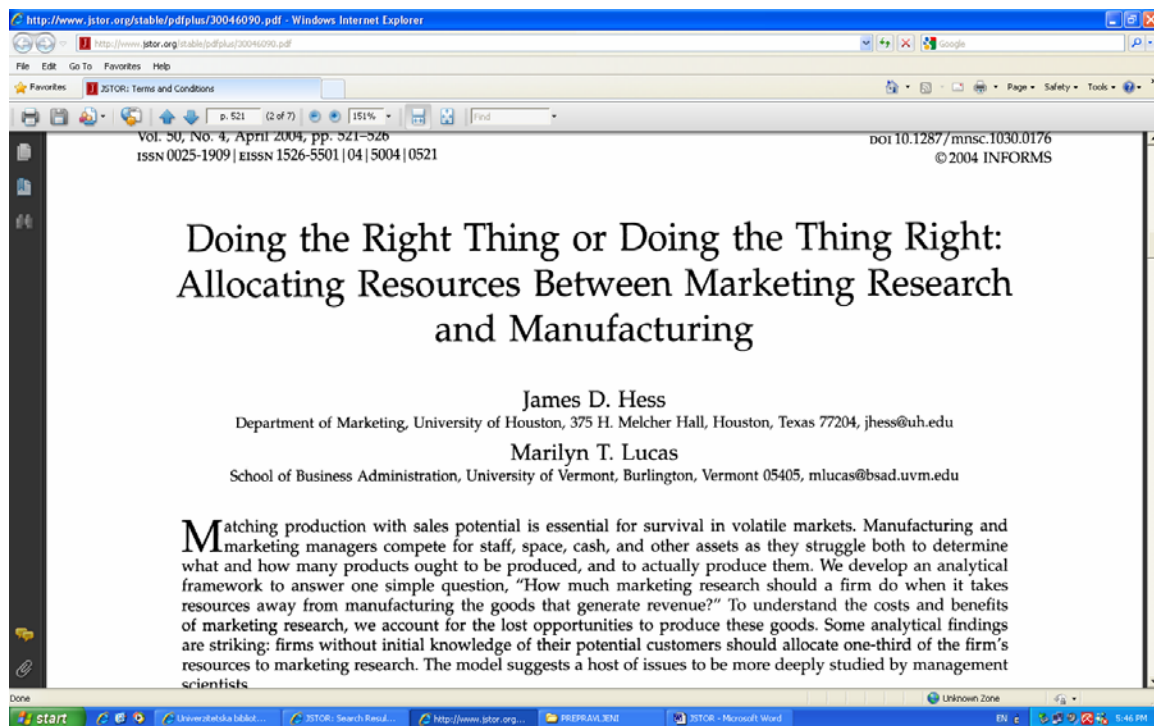 http://www.jstor.org/stable/pdfplus/30046090.pdf - Windows Internet Explorer
http://www.jstor.org/stable/pdfplus/30046090.pdf
Google
File Edit Go To Favorites Help
Favorites JSTOR: Terms and Conditions Page Safety Tools
p. 521 (2 of 7) 151% Find
Vol. 50, No. 4, April 2004, pp. 521–526
ISSN 0025-1909 | EISSN 1526-5501 | 04 | 5004 | 0521
DOI 10.1287/mnsc.1030.0176
© 2004 INFORMS
Doing the Right Thing or Doing the Thing Right:
Allocating Resources Between Marketing Research
and Manufacturing
James D. Hess
Department of Marketing, University of Houston, 375 H. Melcher Hall, Houston, Texas 77204, jhess@uh.edu
Marilyn T. Lucas
School of Business Administration, University of Vermont, Burlington, Vermont 05405, mlucas@bsad.uvm.edu
Matching production with sales potential is essential for survival in volatile markets. Manufacturing and
marketing managers compete for staff, space, cash, and other assets as they struggle both to determine
what and how many products ought to be produced, and to actually produce them. We develop an analytical
framework to answer one simple question, “How much marketing research should a firm do when it takes
resources away from manufacturing the goods that generate revenue?” To understand the costs and benefits
of marketing research, we account for the lost opportunities to produce these goods. Some analytical findings
are striking: firms without initial knowledge of their potential customers should allocate one-third of the firm’s
resources to marketing research. The model suggests a host of issues to be more deeply studied by management
scientists.
Done Unknown Zone
start Univerzitetska bibliot... JSTOR: Search Resul... http://www.jstor.org... PREPRAVLJENI JSTOR - Microsoft Word EN 5:46 PM